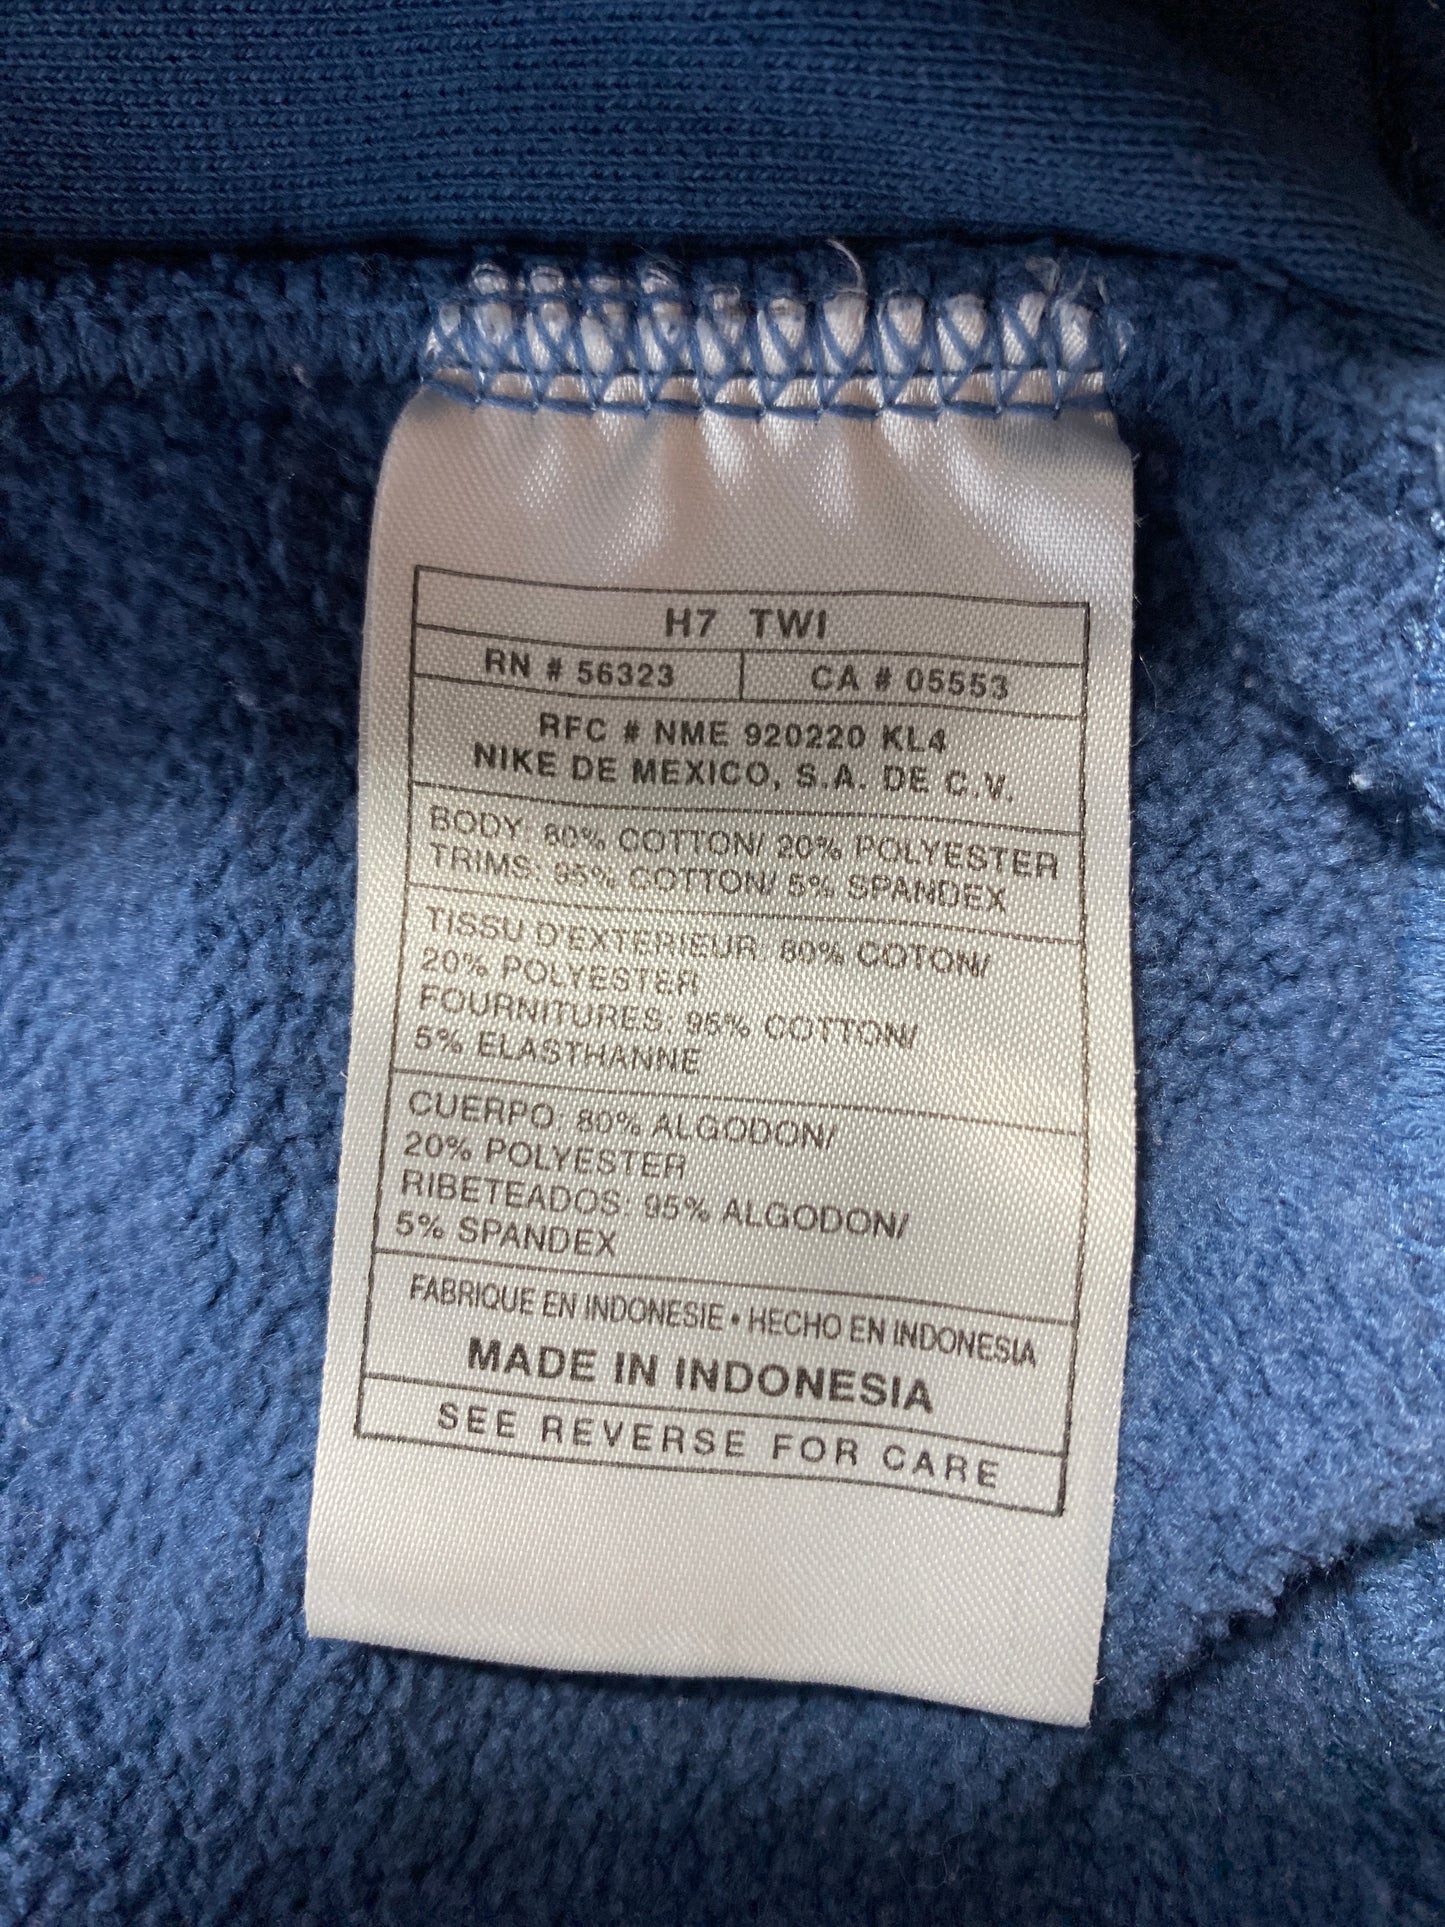 H7 TWI
RN # 56323 CA # 05553
RFC # NME 920220 KL4
NIKE DE MEXICO, S.A. DE C.V.
BODY: 80% COTTON/ 20% POLYESTER
TRIMS: 95% COTTON/ 5% SPANDEX
TISSU D'EXTERIEUR: 80% COTON/
20% POLYESTER
FOURNITURES: 95% COTTON/
5% ELASTHANNE
CUERPO: 80% ALGODON/
20% POLYESTER
RIBETEADOS: 95% ALGODON/
5% SPANDEX
FABRIQUE EN INDONESIE • HECHO EN INDONESIA
MADE IN INDONESIA
SEE REVERSE FOR CARE